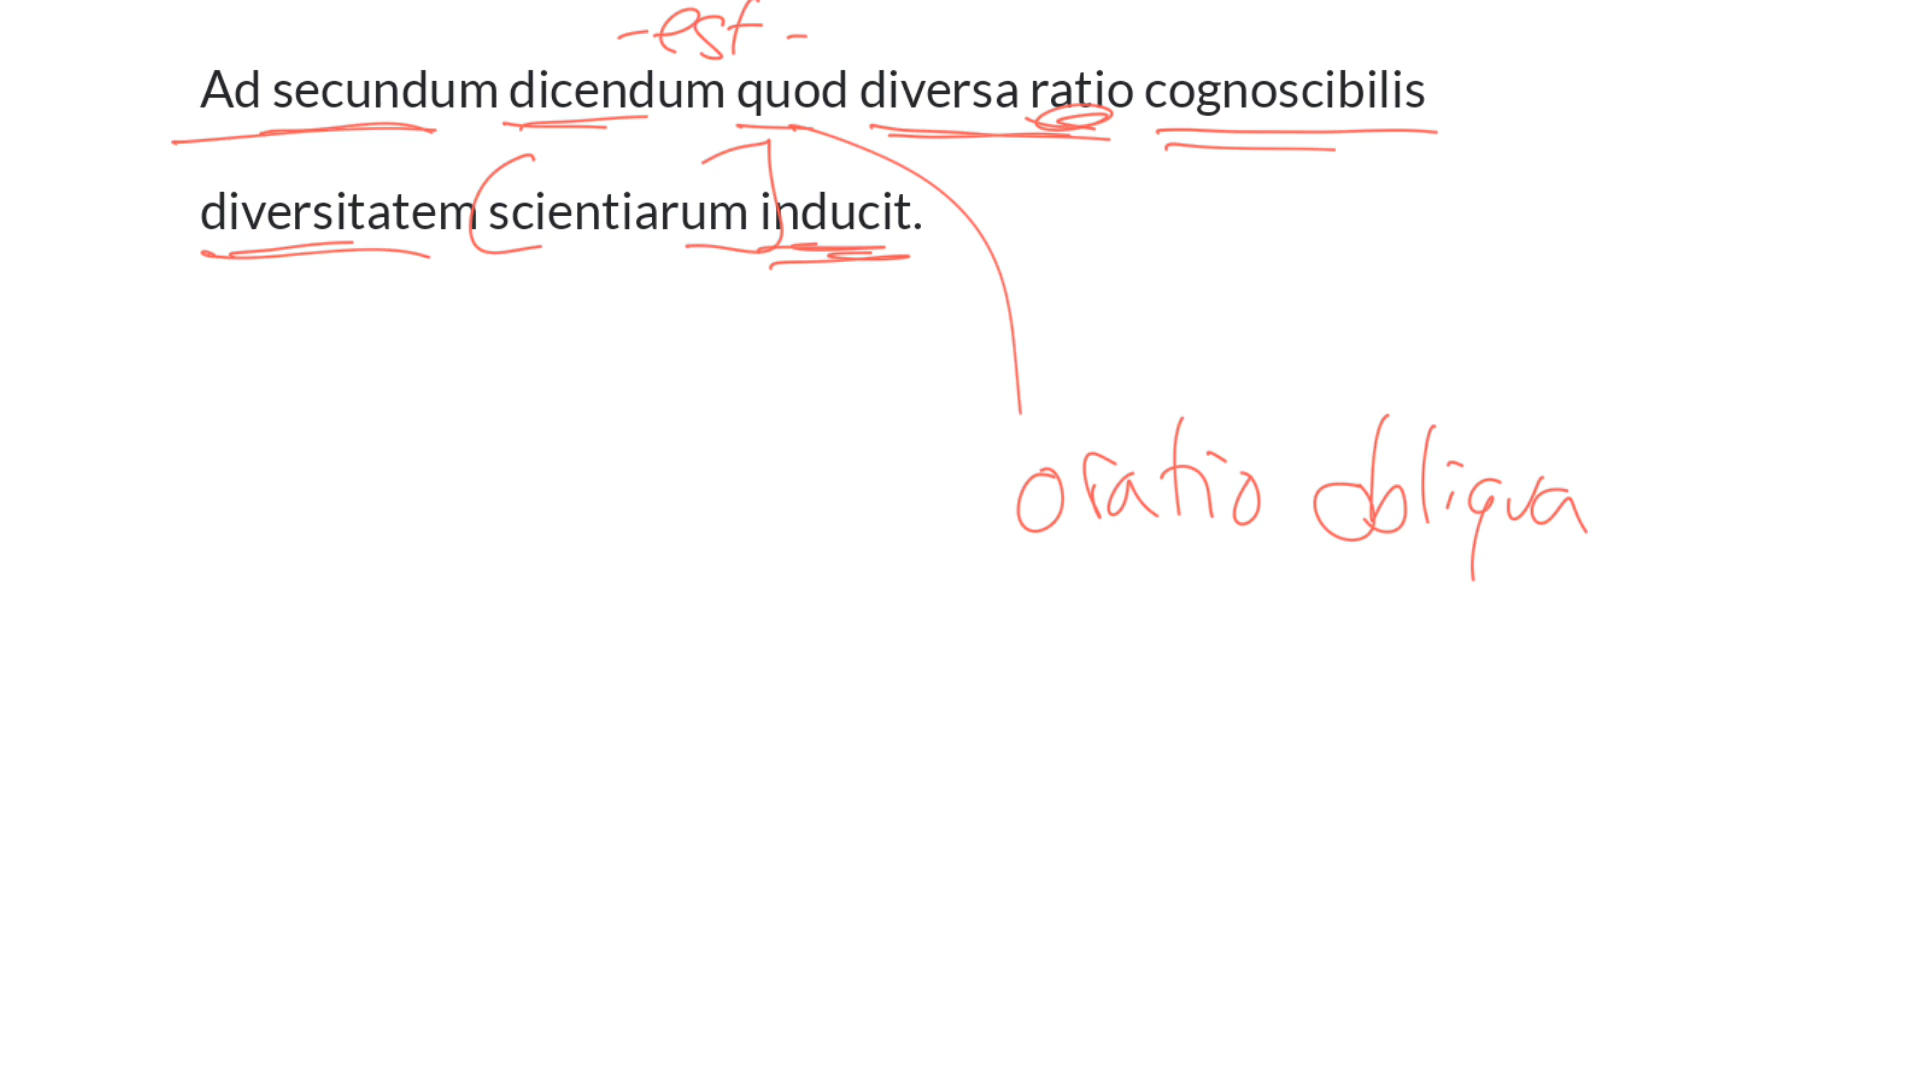 -est-
Ad secundum dicendum quod diversa ratio cognoscibilis
diversitatem scientiarum inducit.
oratio obliqua